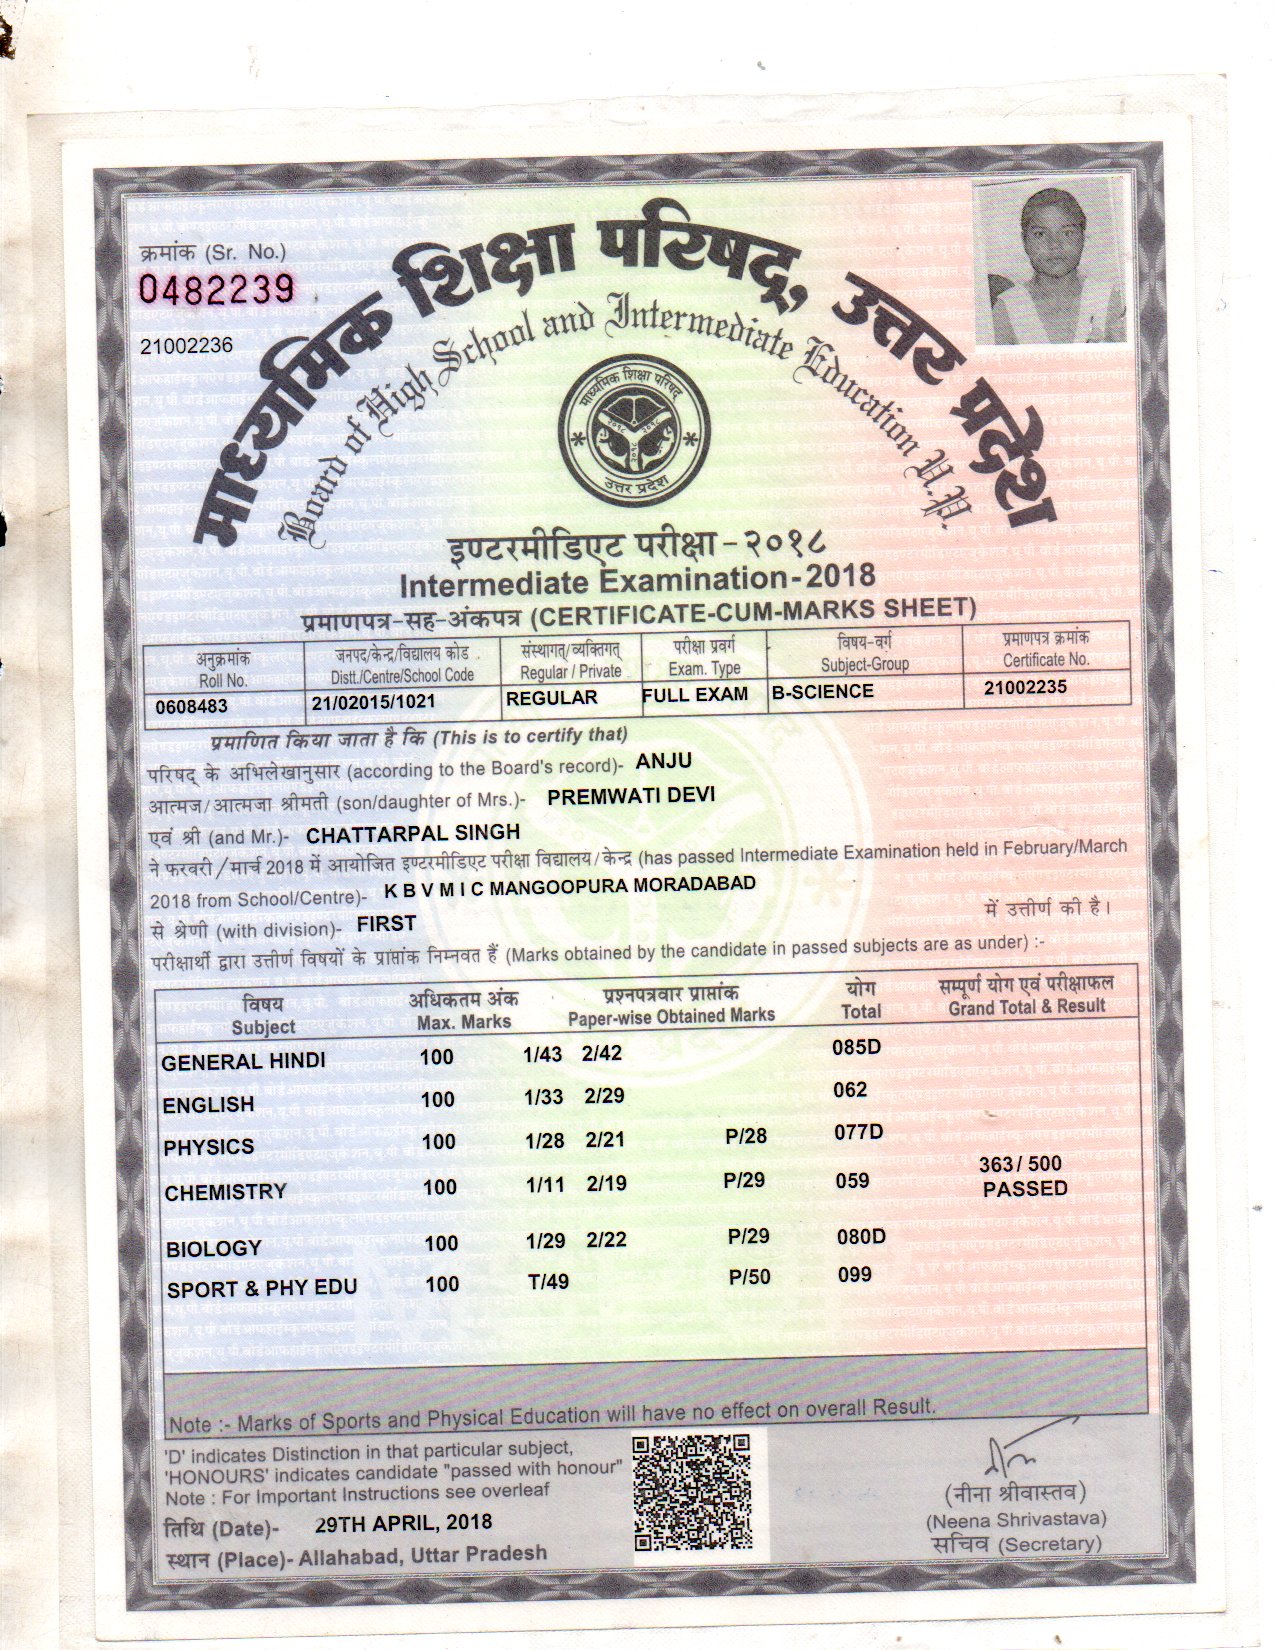 क्रमांक (Sr. No.)
0482239
21002236
माध्यमिक शिक्षा परिषद्, उत्तर प्रदेश
Board of High School and Intermediate Education U.P.
माध्यमिक शिक्षा परिषद्
२०१८ २०१८
२०१८
उत्तर प्रदेश
इण्टरमीडिएट परीक्षा - २०१८
Intermediate Examination - 2018
प्रमाणपत्र-सह-अंकपत्र (CERTIFICATE-CUM-MARKS SHEET)
अनुक्रमांक जनपद/केन्द्र/विद्यालय कोड संस्थागत/व्यक्तिगत् परीक्षा प्रवर्ग विषय-वर्ग प्रमाणपत्र क्रमांक
Roll No. Distt./Centre/School Code Regular / Private Exam. Type Subject-Group Certificate No.
0608483 21/02015/1021 REGULAR FULL EXAM B-SCIENCE 21002235
प्रमाणित किया जाता है कि (This is to certify that)
परिषद् के अभिलेखानुसार (according to the Board's record)- ANJU
आत्मज/आत्मजा श्रीमती (son/daughter of Mrs.)- PREMWATI DEVI
एवं श्री (and Mr.)- CHATTARPAL SINGH
ने फरवरी/मार्च 2018 में आयोजित इण्टरमीडिएट परीक्षा विद्यालय/केन्द्र (has passed Intermediate Examination held in February/March
2018 from School/Centre)- K B V M I C MANGOOPURA MORADABAD
से श्रेणी (with division)- FIRST में उत्तीर्ण की है।
परीक्षार्थी द्वारा उत्तीर्ण विषयों के प्राप्तांक निम्नवत हैं (Marks obtained by the candidate in passed subjects are as under) :-
विषय अधिकतम अंक प्रश्नपत्रवार प्राप्तांक योग सम्पूर्ण योग एवं परीक्षाफल
Subject Max. Marks Paper-wise Obtained Marks Total Grand Total & Result
GENERAL HINDI 100 1/43 2/42 085D
ENGLISH 100 1/33 2/29 062
PHYSICS 100 1/28 2/21 P/28 077D
363/ 500
CHEMISTRY 100 1/11 2/19 P/29 059 PASSED
BIOLOGY 100 1/29 2/22 P/29 080D
SPORT & PHY EDU 100 T/49 P/50 099
Note :- Marks of Sports and Physical Education will have no effect on overall Result.
'D' indicates Distinction in that particular subject,
'HONOURS' indicates candidate "passed with honour"
Note : For Important Instructions see overleaf
तिथि (Date)- 29TH APRIL, 2018
स्थान (Place)- Allahabad, Uttar Pradesh
(नीना श्रीवास्तव)
(Neena Shrivastava)
सचिव (Secretary)